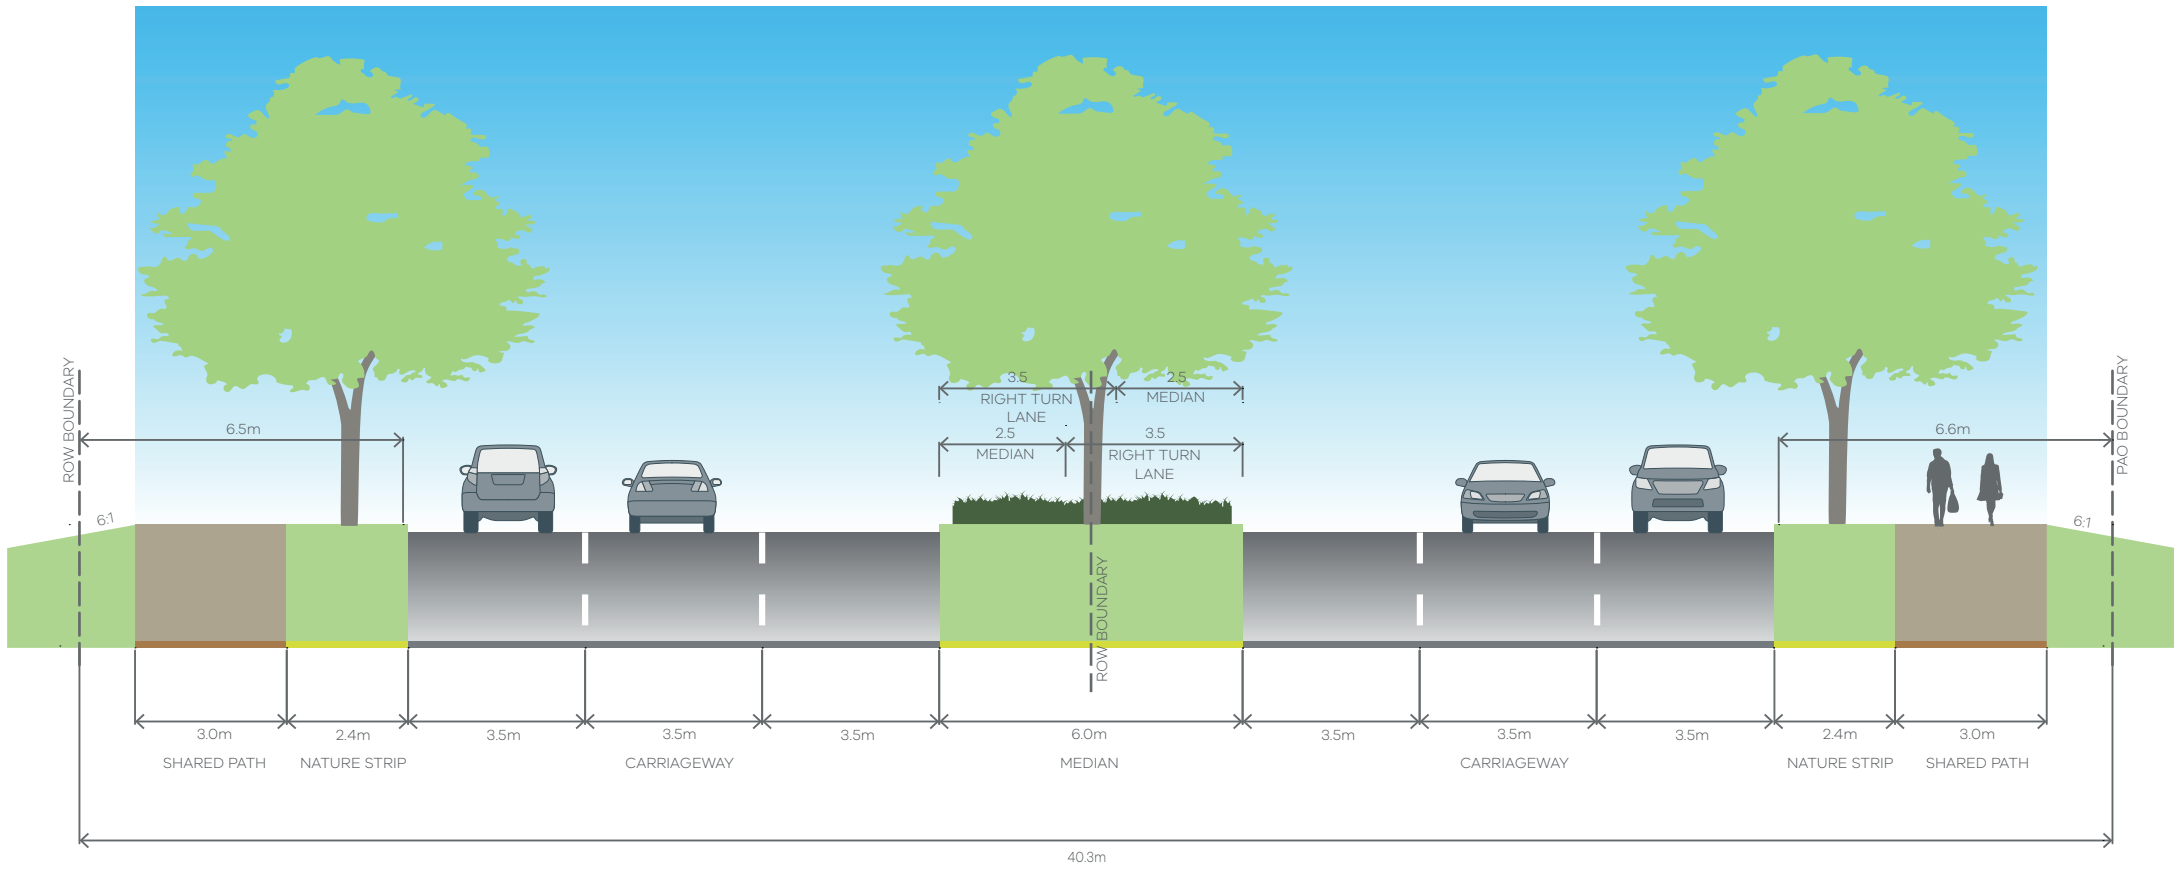 ROW BOUNDARY
PAO BOUNDARY
3.5
2.5
RIGHT TURN
LANE
MEDIAN
6.5m
2.5
3.5
6.6m
MEDIAN
RIGHT TURN
LANE
6:1
6:1
ROW BOUNDARY
3.0m
2.4m
3.5m
3.5m
3.5m
6.0m
3.5m
3.5m
3.5m
2.4m
3.0m
SHARED PATH
NATURE STRIP
CARRIAGEWAY
MEDIAN
CARRIAGEWAY
NATURE STRIP
SHARED PATH
40.3m